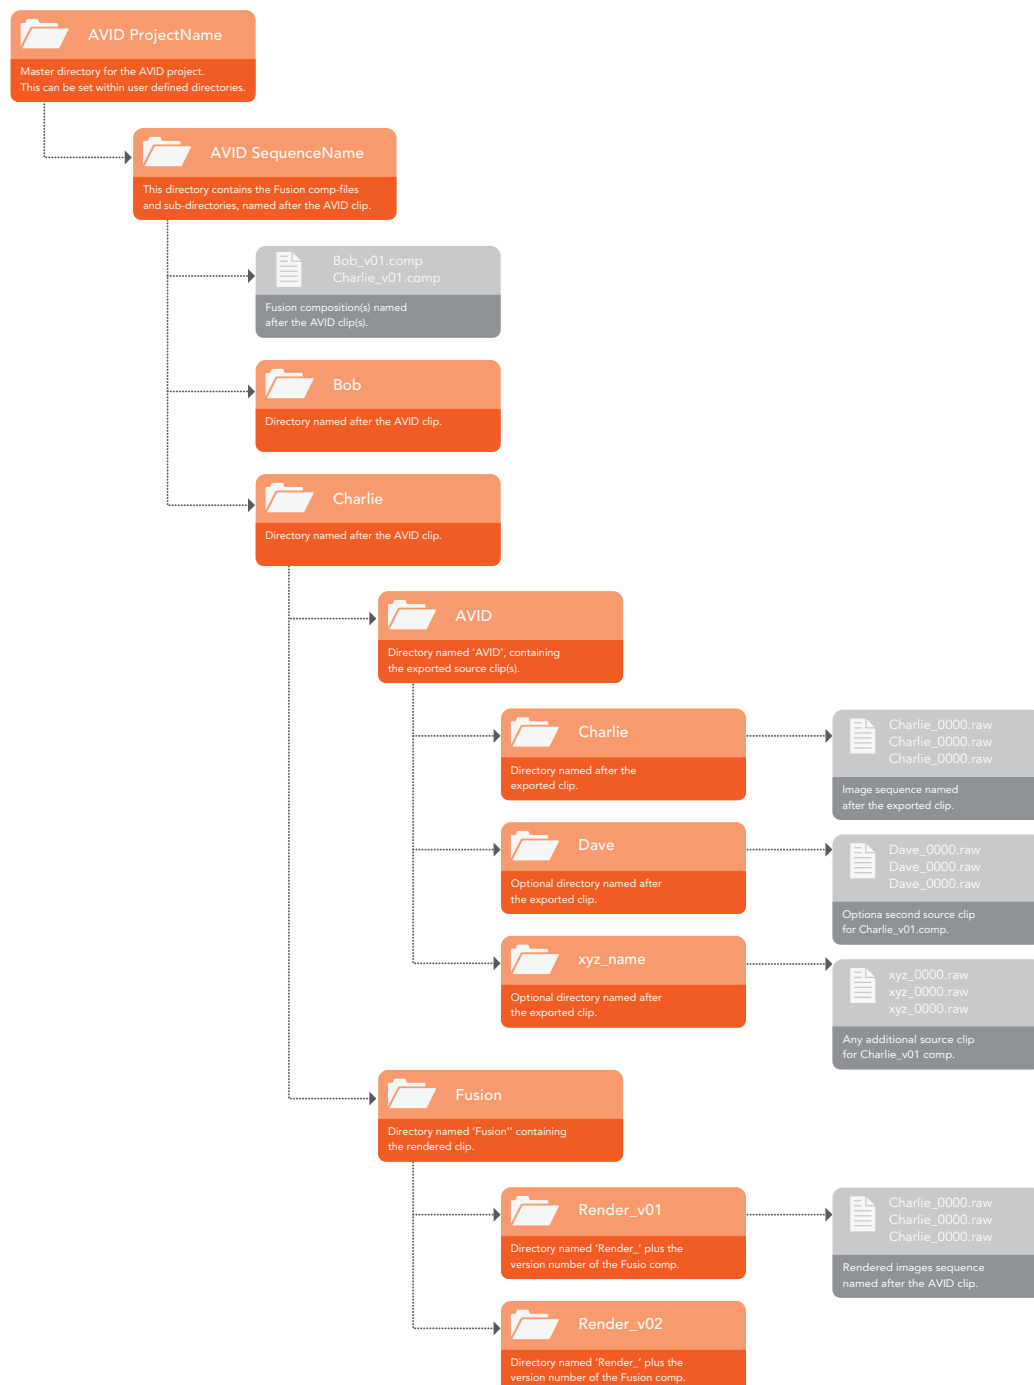 AVID ProjectName
Master directory for the AVID project.
This can be set within user defined directories.
AVID SequenceName
This directory contains the Fusion comp-files
and sub-directories, named after the AVID clip.
Bob_v01.comp
Charlie_v01.comp
Fusion composition(s) named
after the AVID clip(s).
Bob
Directory named after the AVID clip.
Charlie
Directory named after the AVID clip.
AVID
Directory named ‘AVID’, containing
the exported source clip(s).
Charlie
Directory named after the
exported clip.
Charlie_0000.raw
Charlie_0000.raw
Charlie_0000.raw
Image sequence named
after the exported clip.
Dave
Optional directory named after
the exported clip.
Dave_0000.raw
Dave_0000.raw
Dave_0000.raw
Optiona second source clip
for Charlie_v01.comp.
xyz_name
Optional directory named after
the exported clip.
xyz_0000.raw
xyz_0000.raw
xyz_0000.raw
Any additional source clip
for Charlie_v01 comp.
Fusion
Directory named ‘Fusion’’ containing
the rendered clip.
Render_v01
Directory named ‘Render_’ plus the
version number of the Fusio comp.
Charlie_0000.raw
Charlie_0000.raw
Charlie_0000.raw
Rendered images sequence
named after the AVID clip.
Render_v02
Directory named ‘Render_’ plus the
version number of the Fusion comp.